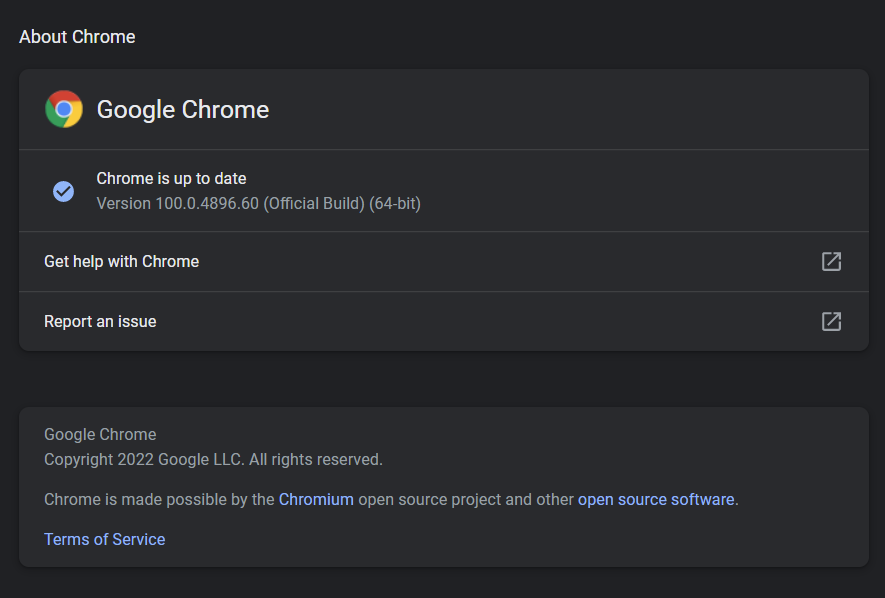 About Chrome
Google Chrome
Chrome is up to date
Version 100.0.4896.60 (Official Build) (64-bit)
Get help with Chrome
Report an issue
Google Chrome
Copyright 2022 Google LLC. All rights reserved.
Chrome is made possible by the Chromium open source project and other open source software.
Terms of Service